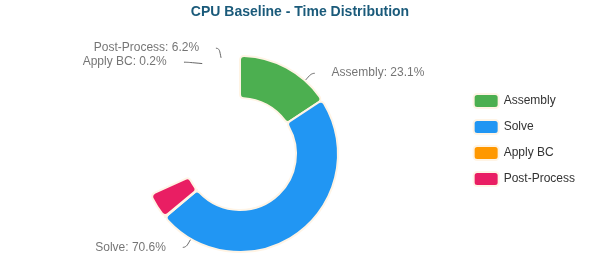 CPU Baseline - Time Distribution
Post-Process: 6.2%
Apply BC: 0.2%
Assembly: 23.1%
Solve: 70.6%
Assembly
Solve
Apply BC
Post-Process